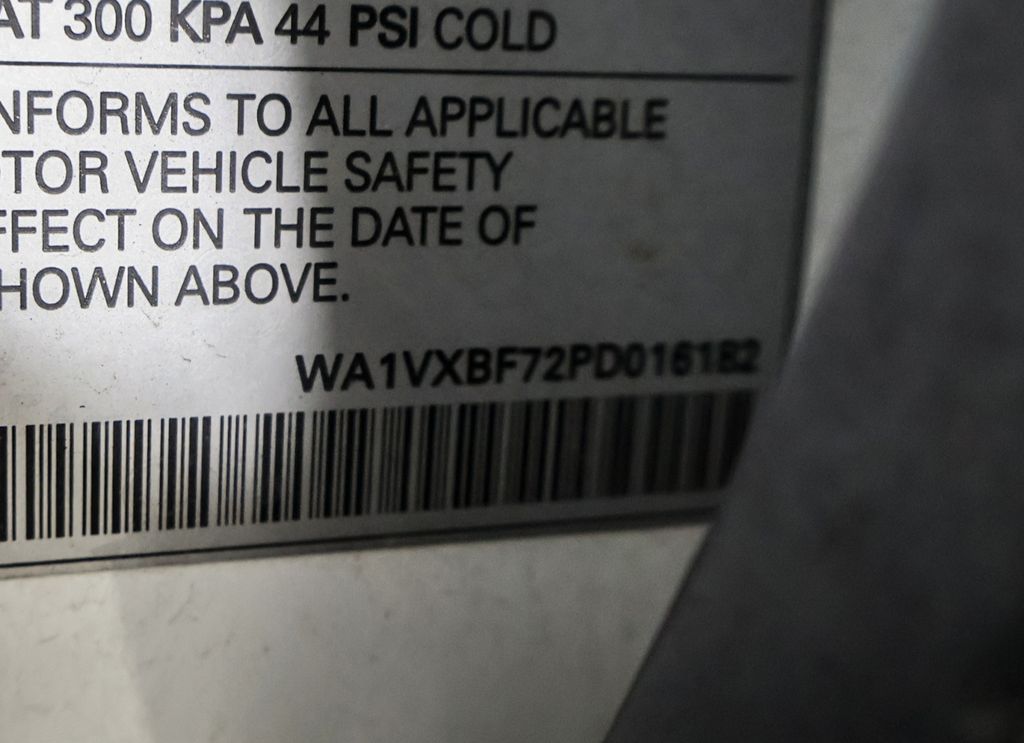 AT 300 KPA 44 PSI COLD
NFORMS TO ALL APPLICABLE
TOR VEHICLE SAFETY
FFECT ON THE DATE OF
HOWN ABOVE.
WA1VXBF72PD016182